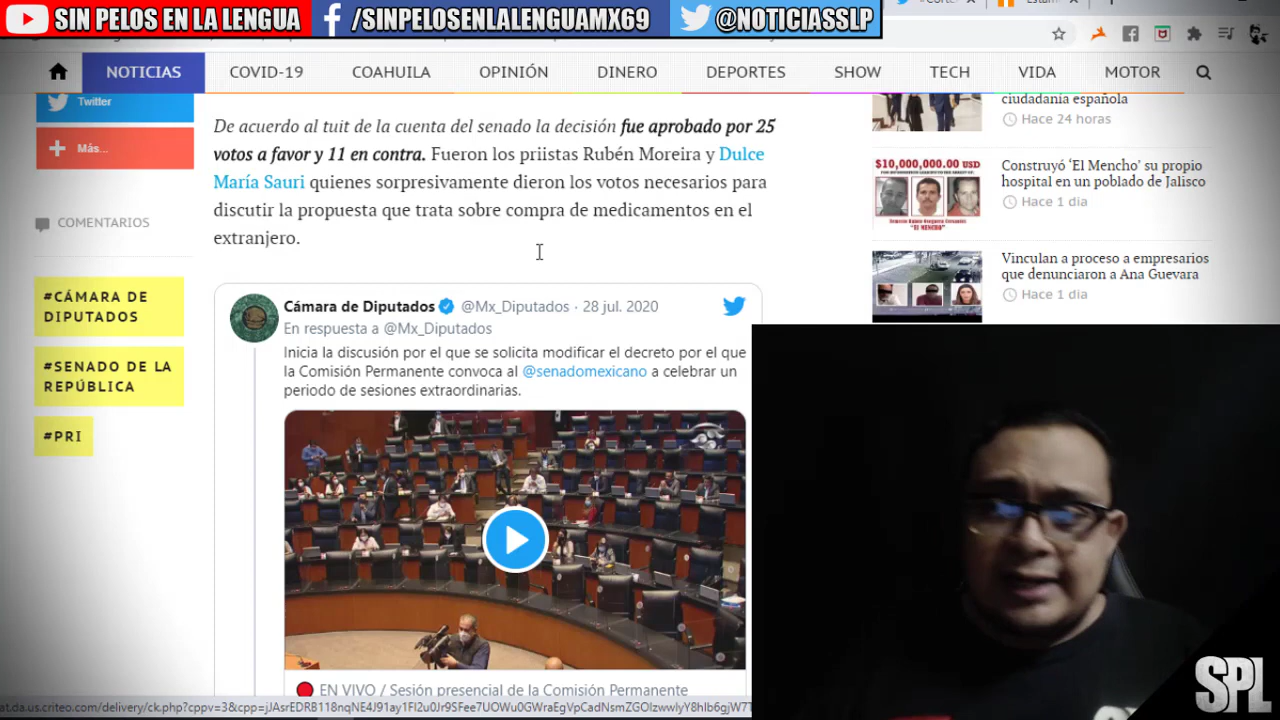 SIN PELOS EN LA LENGUA /SINPELOSENLALENGUAMX69 @NOTICIASSLP
NOTICIAS COVID-19 COAHUILA OPINIÓN DINERO DEPORTES SHOW TECH VIDA MOTOR
Twitter
Más...
COMENTARIOS
#CÁMARA DE
DIPUTADOS
#SENADO DE LA
REPÚBLICA
#PRI
De acuerdo al tuit de la cuenta del senado la decisión fue aprobado por 25
votos a favor y 11 en contra. Fueron los priistas Rubén Moreira y Dulce
María Sauri quienes sorpresivamente dieron los votos necesarios para
discutir la propuesta que trata sobre compra de medicamentos en el
extranjero.
Cámara de Diputados @Mx_Diputados · 28 jul. 2020
En respuesta a @Mx_Diputados
Inicia la discusión por el que se solicita modificar el decreto por el que
la Comisión Permanente convoca al @senadomexicano a celebrar un
periodo de sesiones extraordinarias.
EN VIVO / Sesión presencial de la Comisión Permanente
ciudadanía española
Hace 24 horas
$10,000,000.00 USD
"EL MENCHO"
Construyó ‘El Mencho’ su propio
hospital en un poblado de Jalisco
Hace 1 día
Vinculan a proceso a empresarios
que denunciaron a Ana Guevara
Hace 1 día
SPL